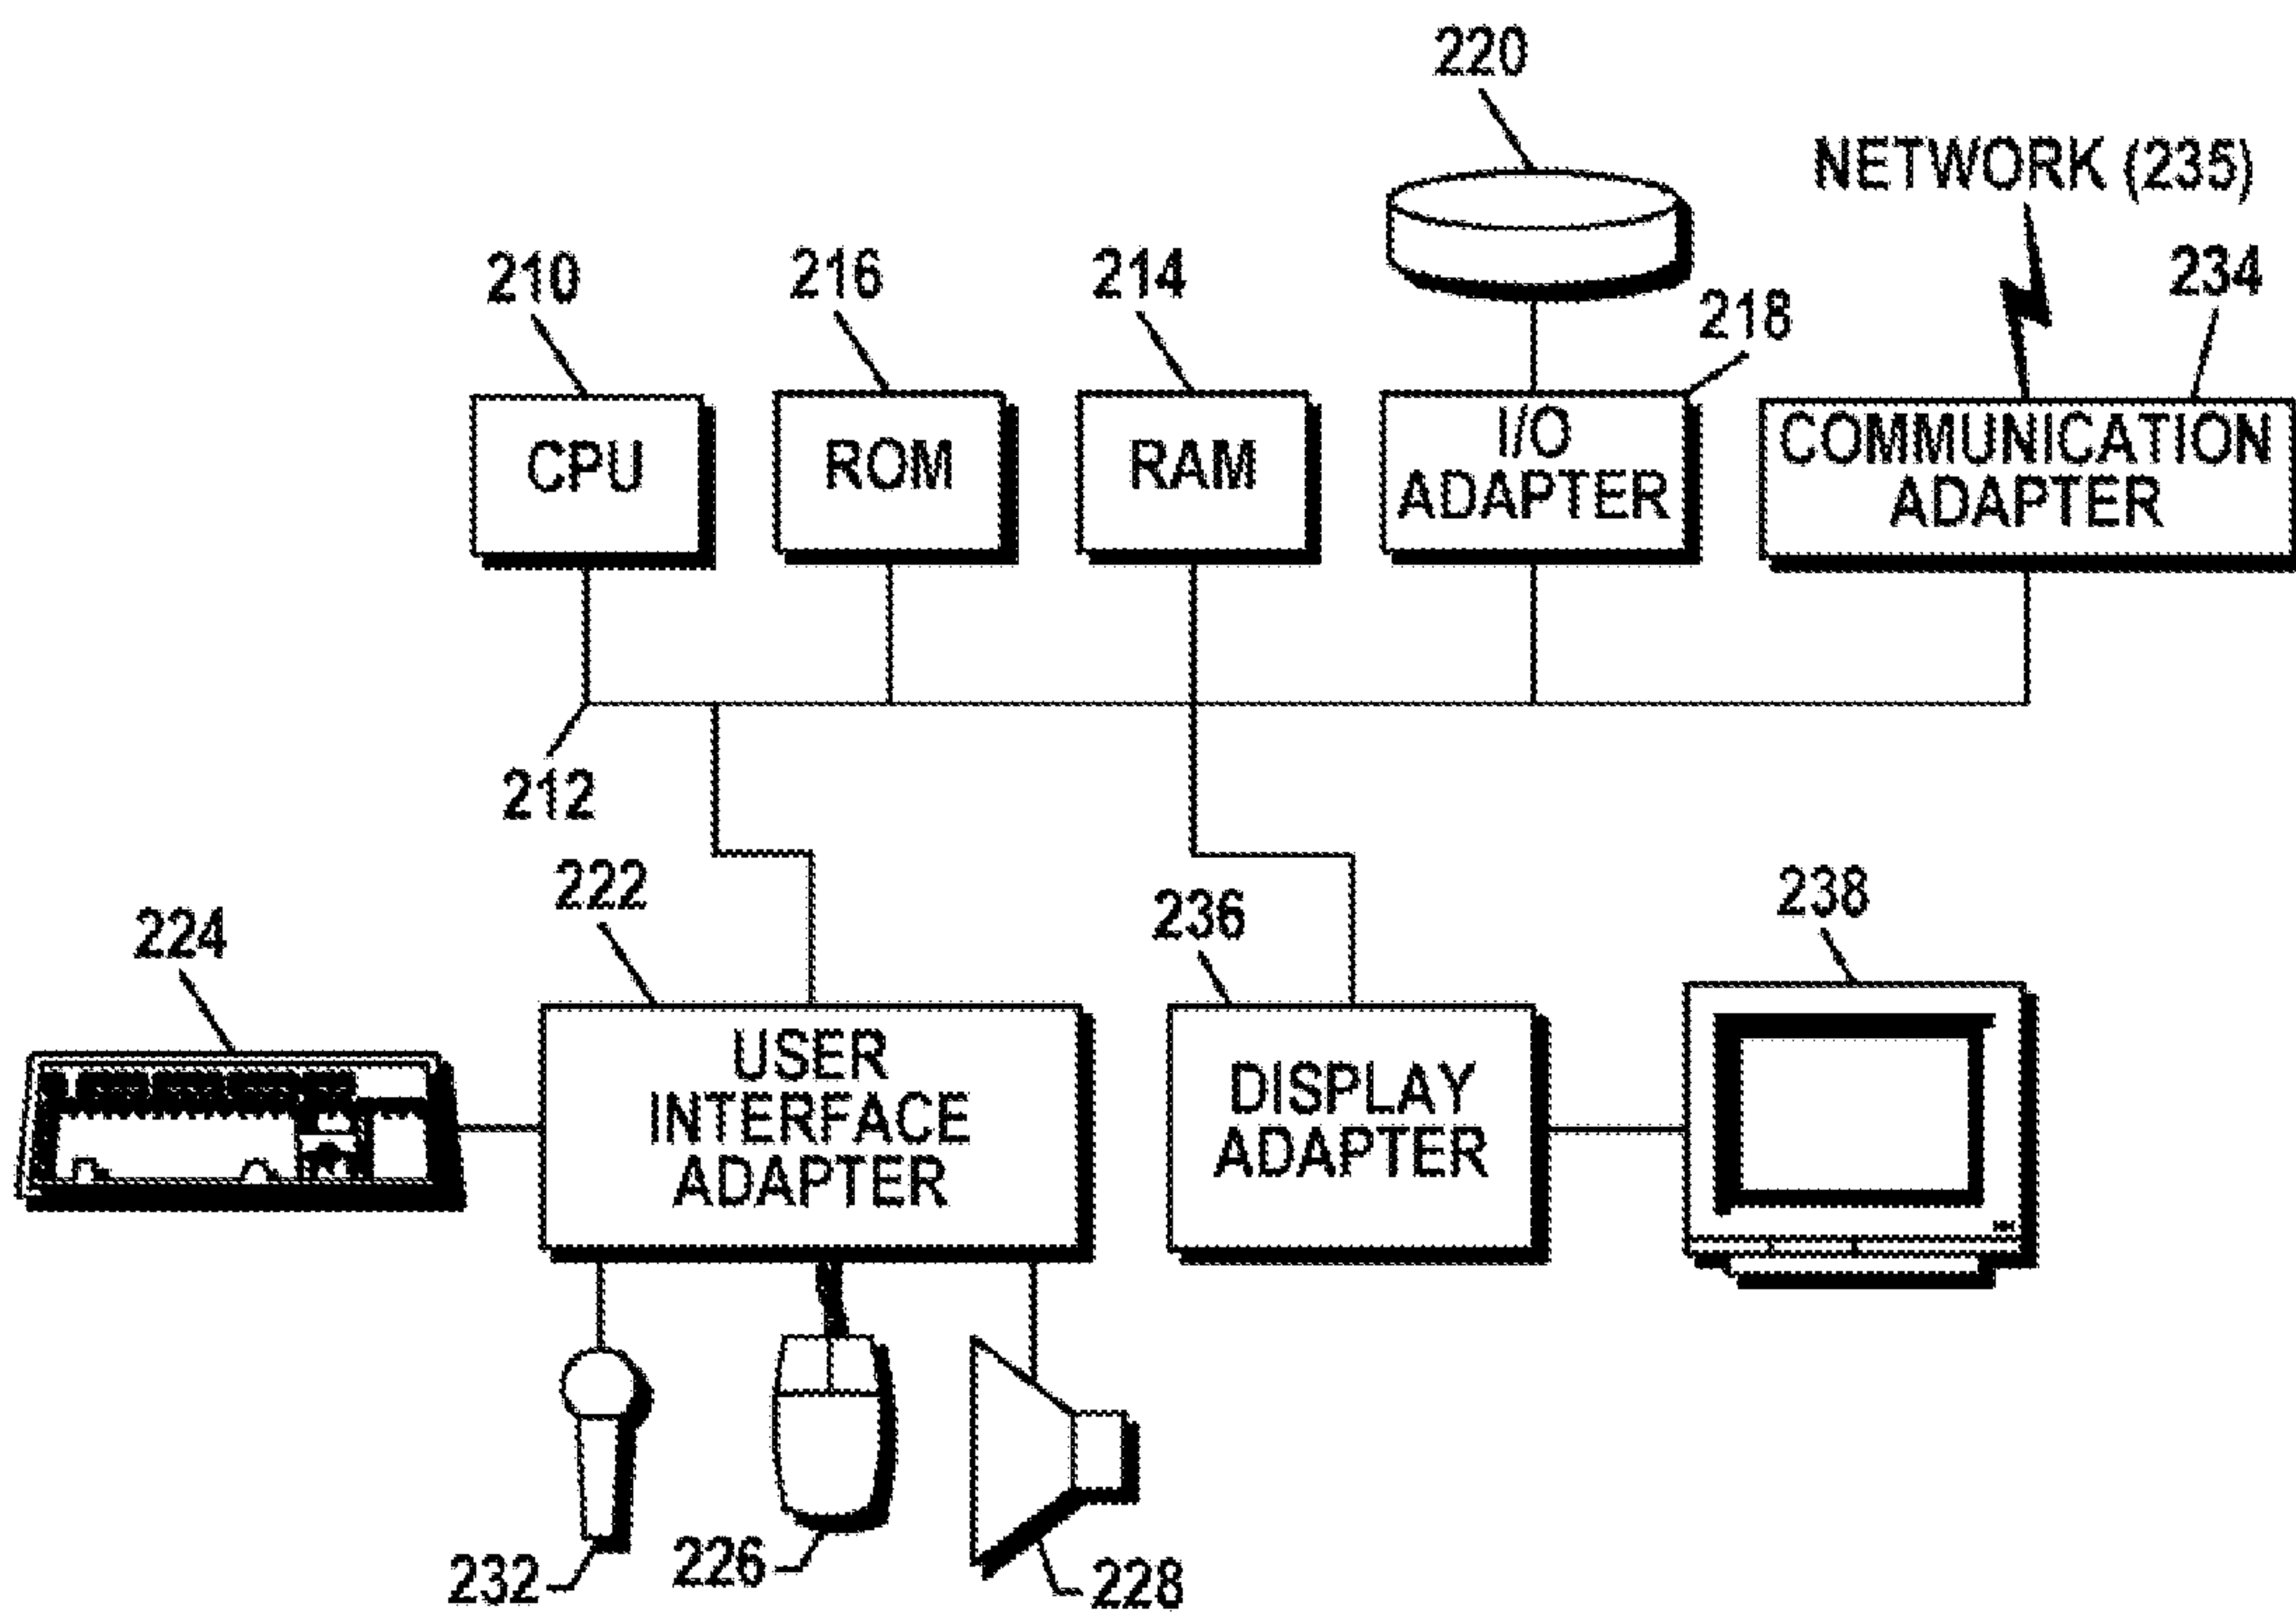 220
NETWORK (235)
210
216
214
218
234
CPU
ROM
RAM
I/O
ADAPTER
COMMUNICATION
ADAPTER
212
222
224
236
238
USER
INTERFACE
ADAPTER
DISPLAY
ADAPTER
232
226
228